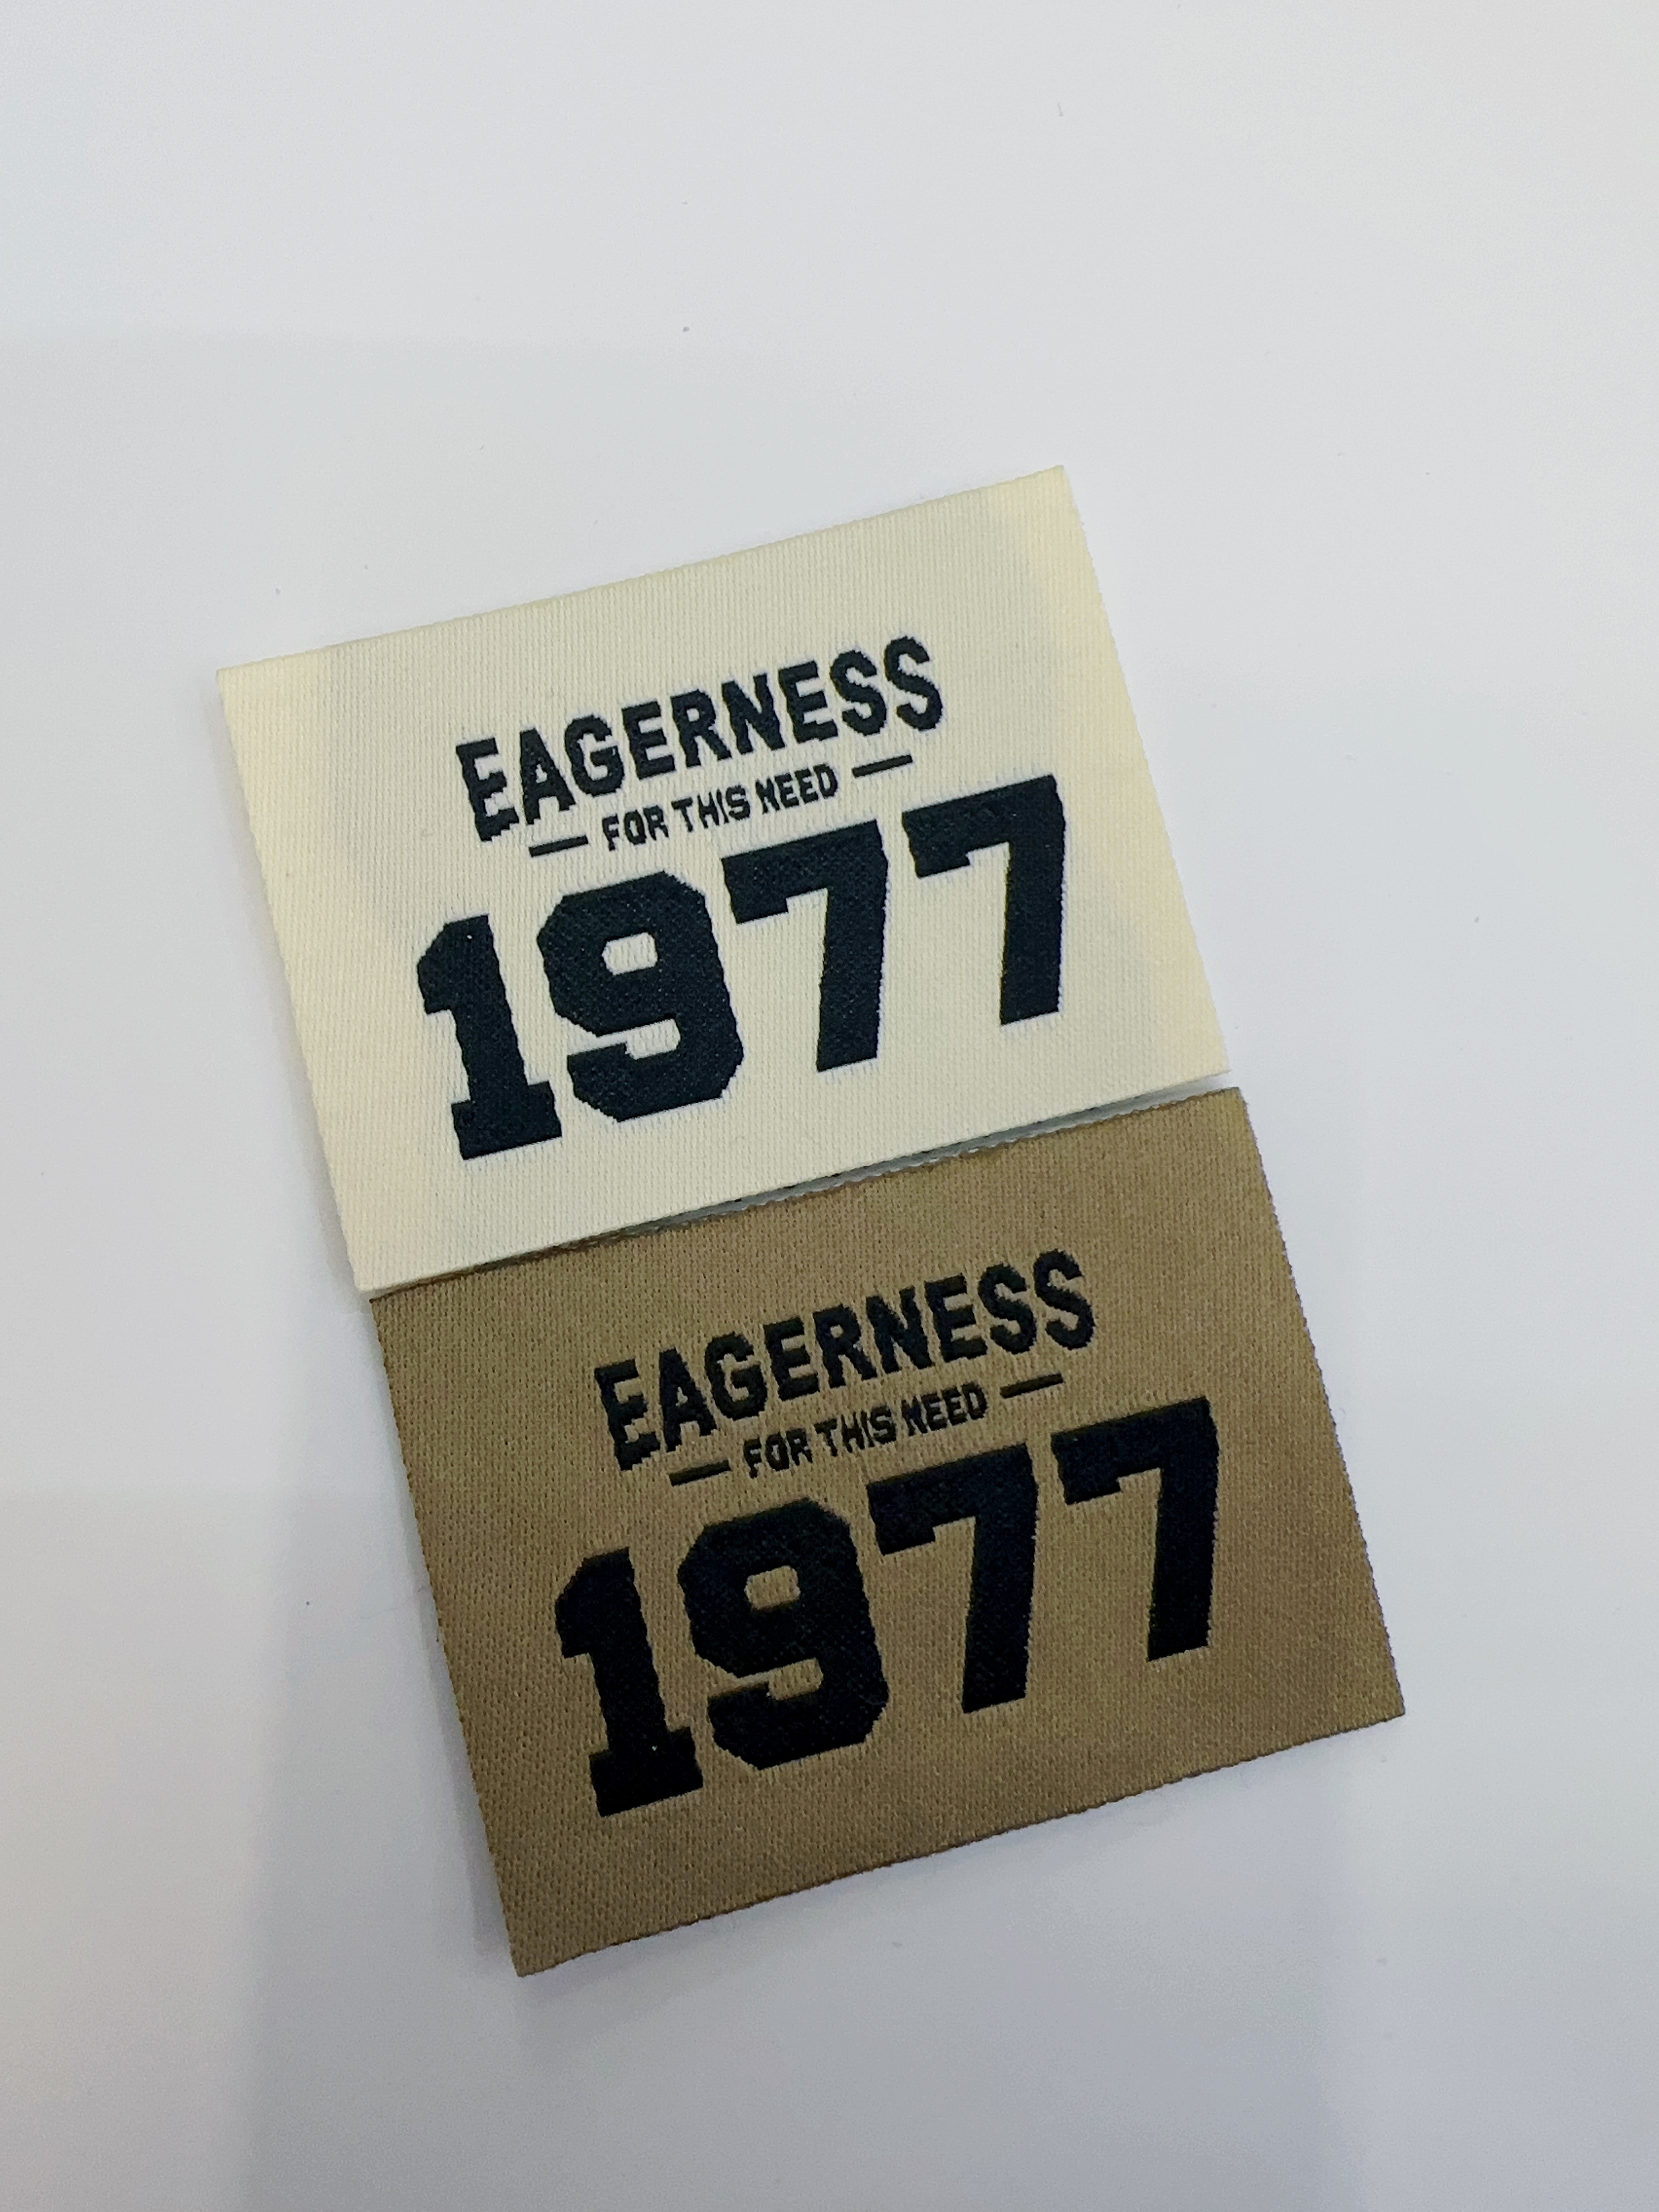 EAGERNESS
— FOR THIS NEED —
1977
EAGERNESS
— FOR THIS NEED —
1977